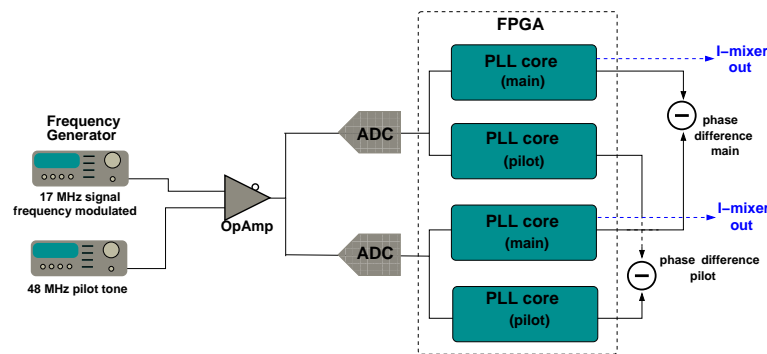 FPGA
I−mixer
out
PLL core
(main)
Frequency
Generator
ADC
phase
difference
main
PLL core
(pilot)
17 MHz signal
frequency modulated
OpAmp
I−mixer
out
PLL core
(main)
ADC
phase difference
pilot
48 MHz pilot tone
PLL core
(pilot)